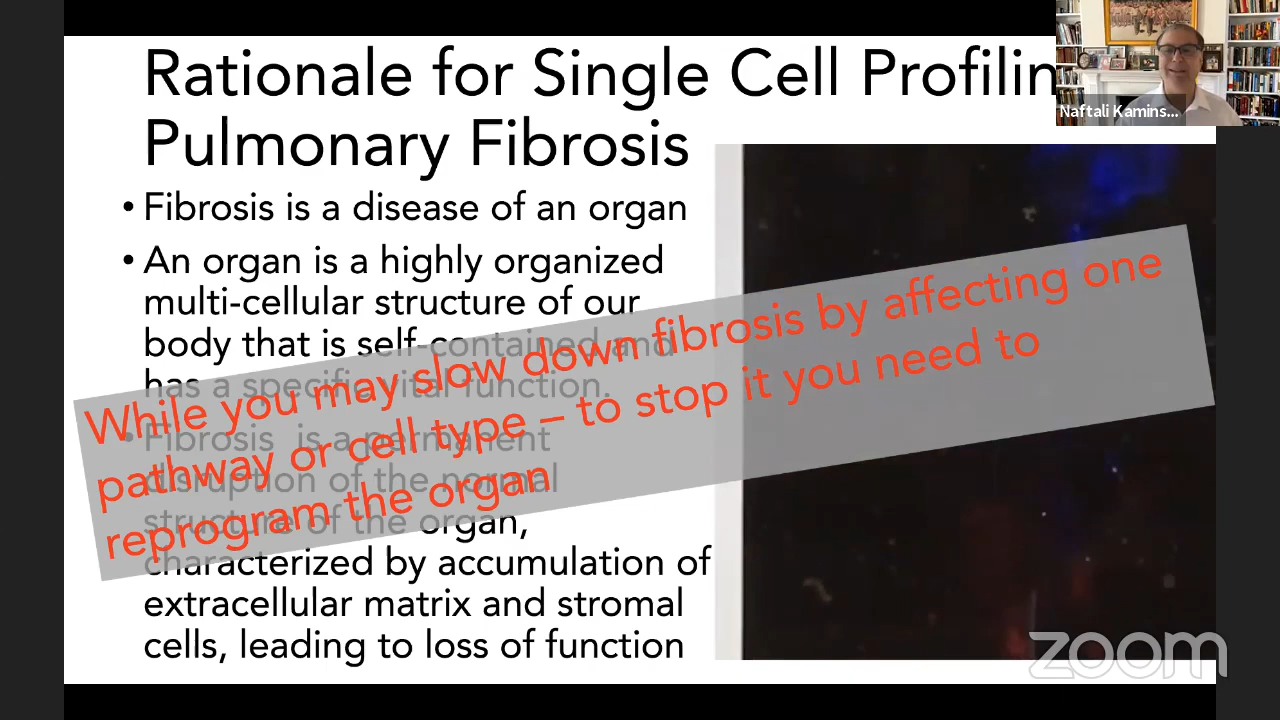 Rationale for Single Cell Profilin
Pulmonary Fibrosis
• Fibrosis is a disease of an organ
• An organ is a highly organized
multi-cellular structure of our
body that is self-contained and
has a specific vital function.
• Fibrosis is a permanent
disruption of the normal
structure of the organ,
characterized by accumulation of
extracellular matrix and stromal
cells, leading to loss of function
While you may slow down fibrosis by affecting one
pathway or cell type – to stop it you need to
reprogram the organ
Naftali Kamins...
zoom